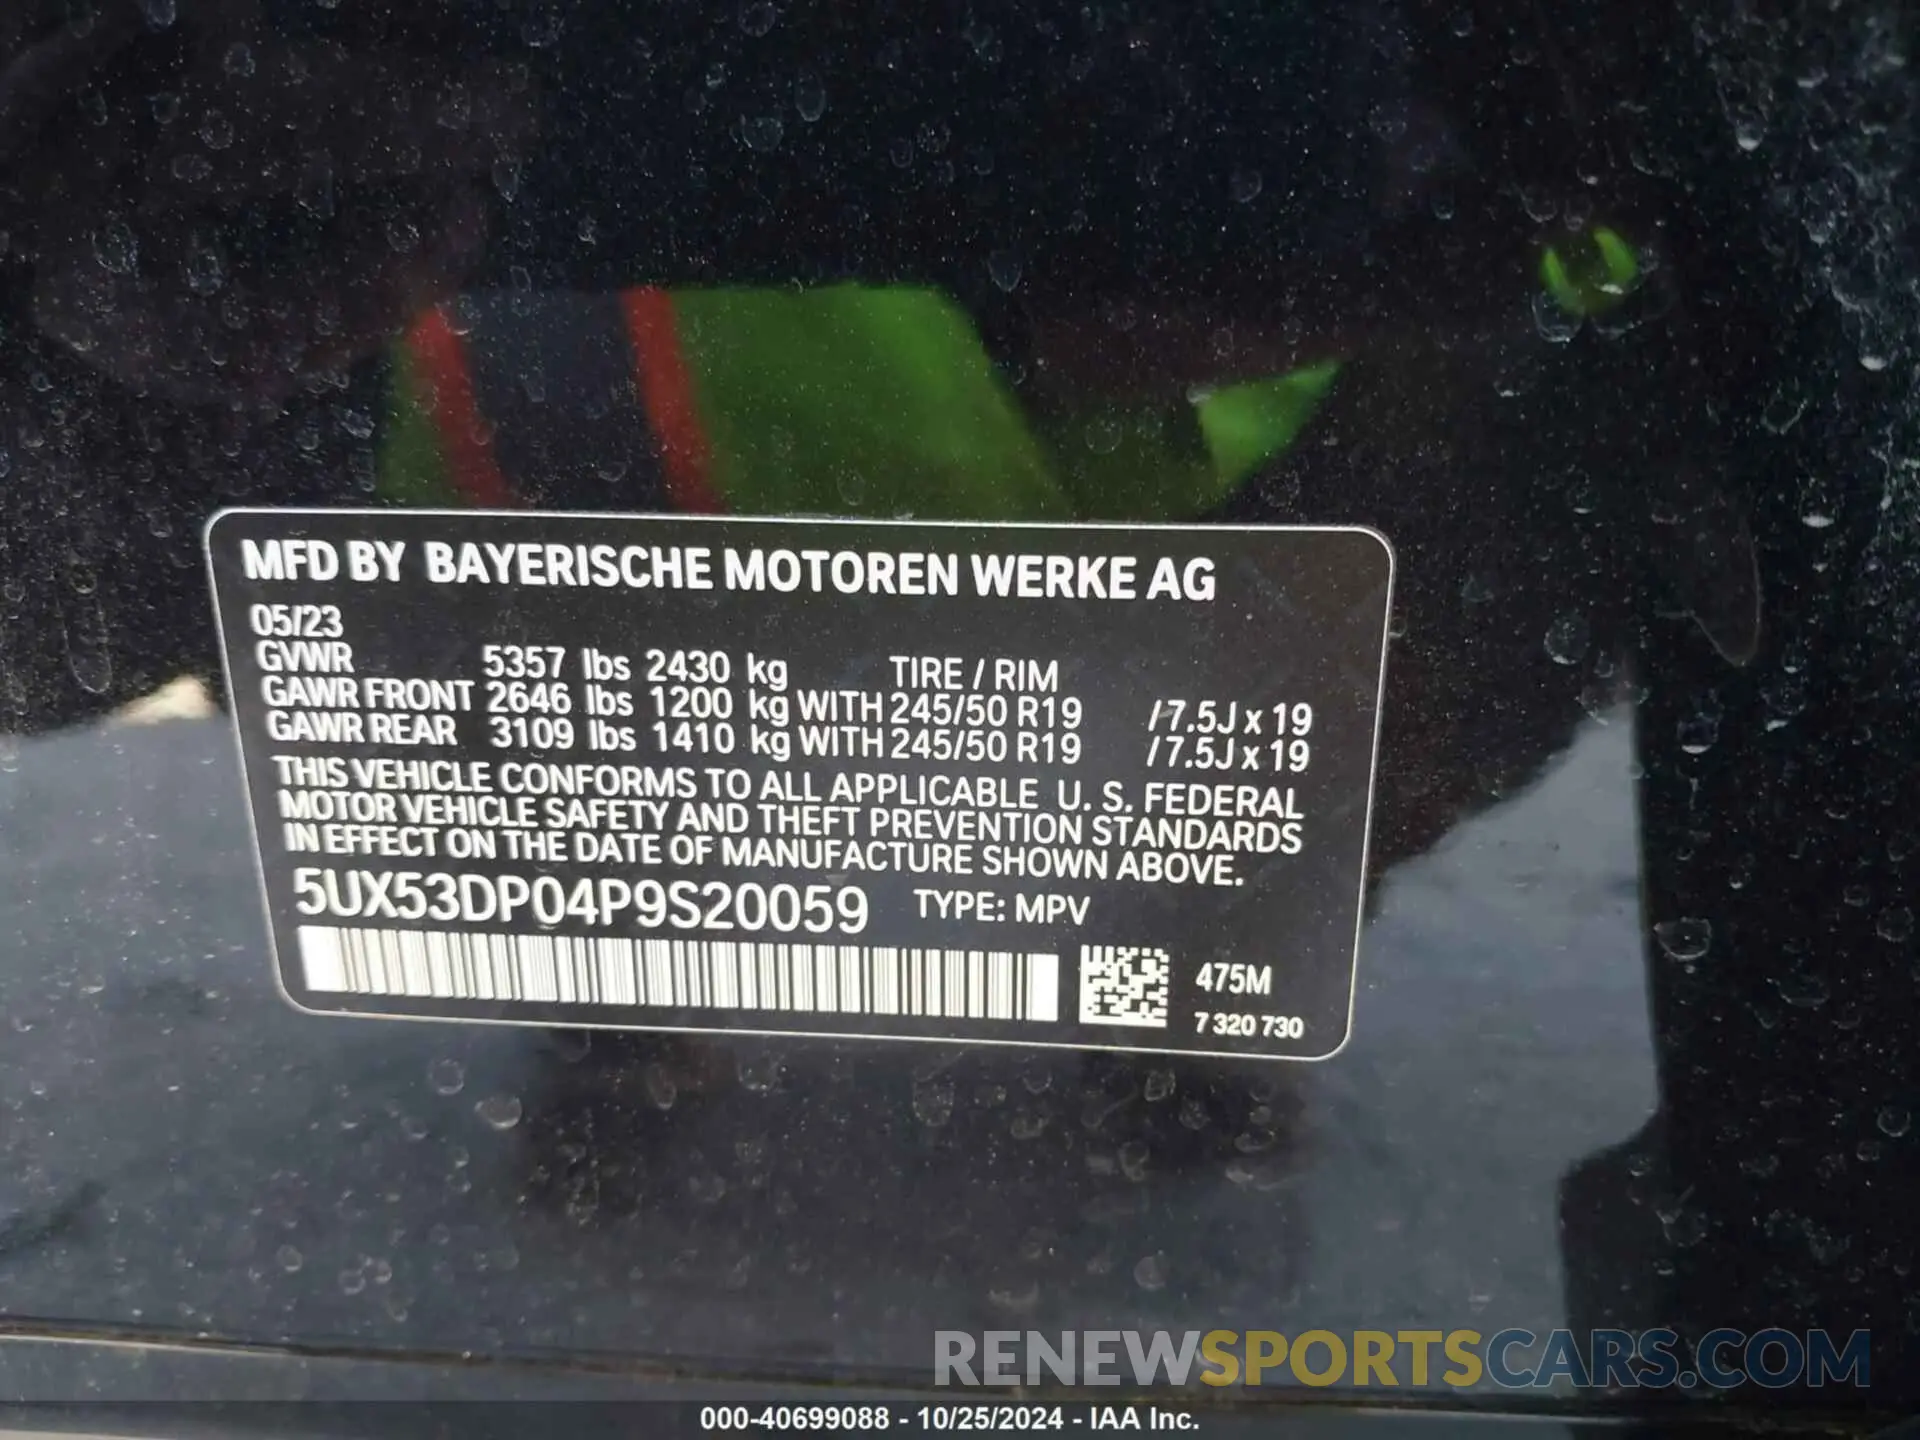 MFD BY BAYERISCHE MOTOREN WERKE AG
05/23
GVWR 5357 lbs 2430 kg TIRE / RIM
GAWR FRONT 2646 lbs 1200 kg WITH 245/50 R19 /7.5J x 19
GAWR REAR 3109 lbs 1410 kg WITH 245/50 R19 /7.5J x 19
THIS VEHICLE CONFORMS TO ALL APPLICABLE U. S. FEDERAL
MOTOR VEHICLE SAFETY AND THEFT PREVENTION STANDARDS
IN EFFECT ON THE DATE OF MANUFACTURE SHOWN ABOVE.
5UX53DP04P9S20059 TYPE: MPV
475M
7 320 730
RENEWSPORTSCARS.COM
000-40699088 - 10/25/2024 - IAA Inc.